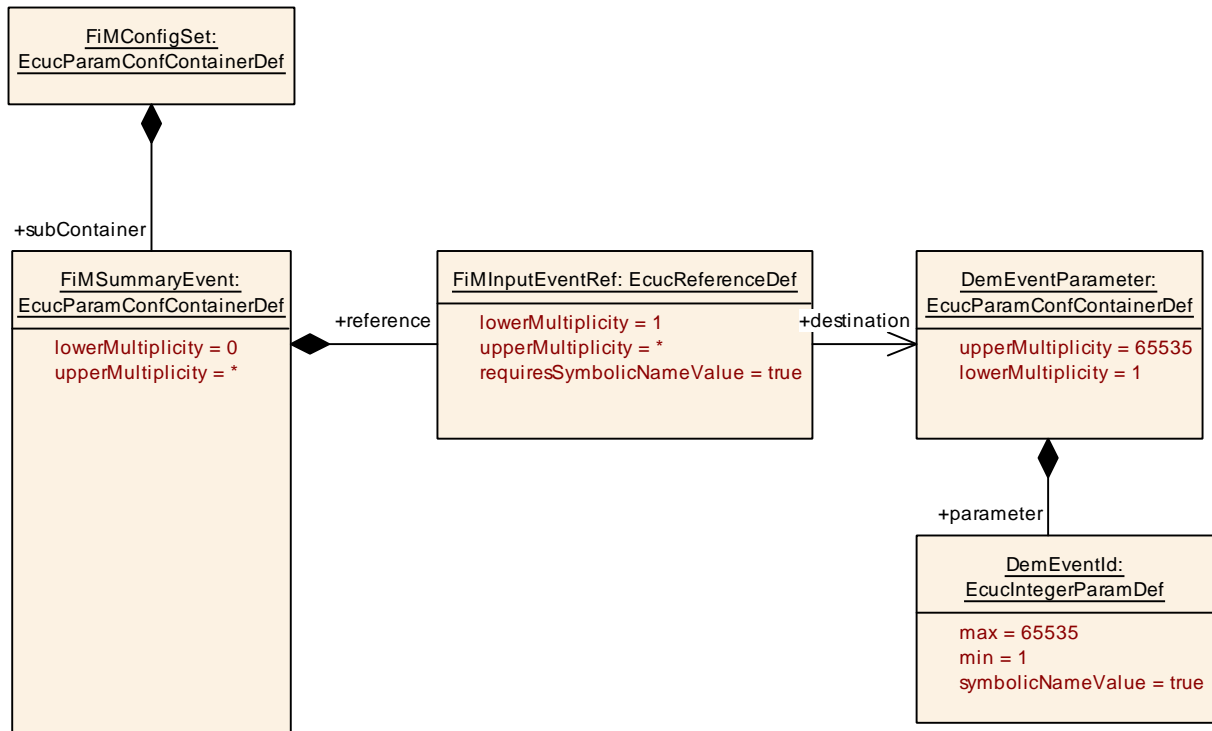 FiMConfigSet:
EcucParamConfContainerDef
+subContainer
FiMSummaryEvent:
EcucParamConfContainerDef
lowerMultiplicity = 0
upperMultiplicity = *
+reference
FiMInputEventRef: EcucReferenceDef
lowerMultiplicity = 1
upperMultiplicity = *
requiresSymbolicNameValue = true
+destination
DemEventParameter:
EcucParamConfContainerDef
upperMultiplicity = 65535
lowerMultiplicity = 1
+parameter
DemEventId:
EcucIntegerParamDef
max = 65535
min = 1
symbolicNameValue = true